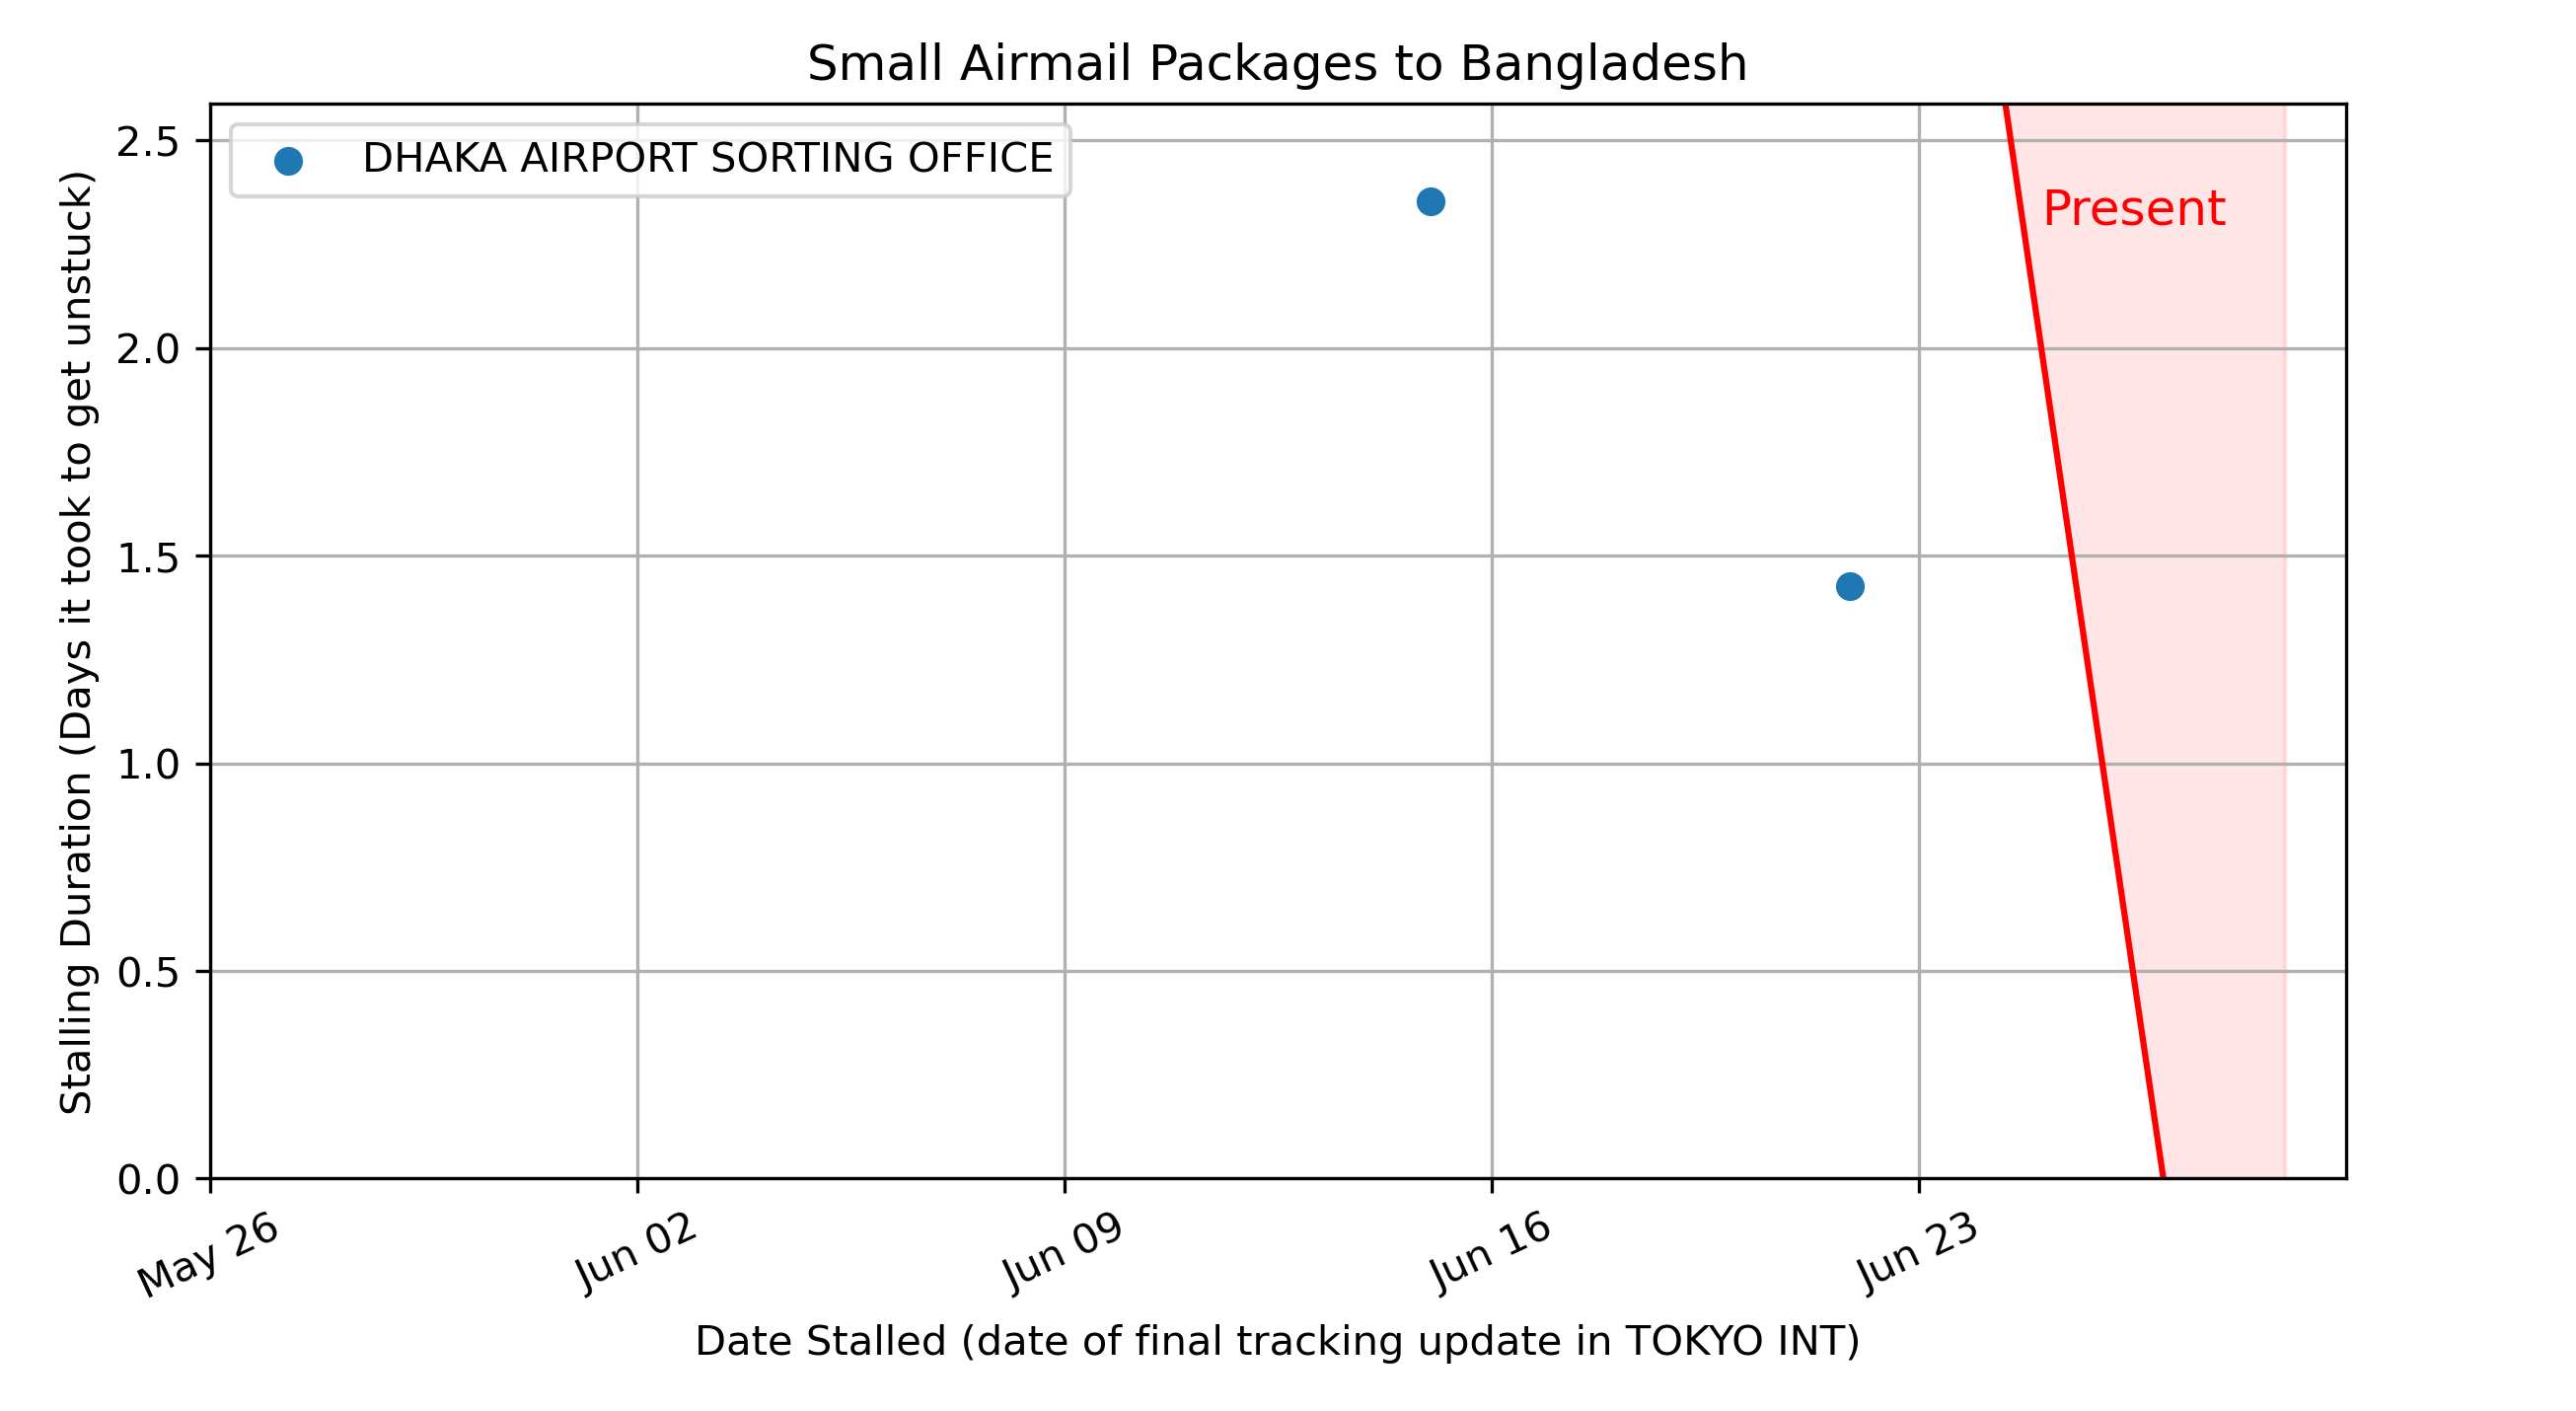 Small Airmail Packages to Bangladesh
DHAKA AIRPORT SORTING OFFICE
Present
Stalling Duration (Days it took to get unstuck)
2.5
2.0
1.5
1.0
0.5
0.0
May 26
Jun 02
Jun 09
Jun 16
Jun 23
Date Stalled (date of final tracking update in TOKYO INT)